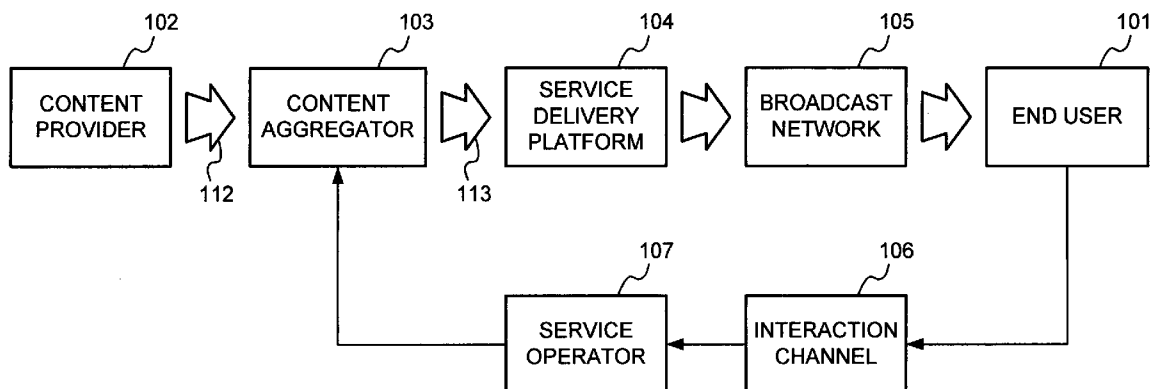 102
103
104
105
101
CONTENT
PROVIDER
CONTENT
AGGREGATOR
SERVICE
DELIVERY
PLATFORM
BROADCAST
NETWORK
END USER
112
113
107
106
SERVICE
OPERATOR
INTERACTION
CHANNEL